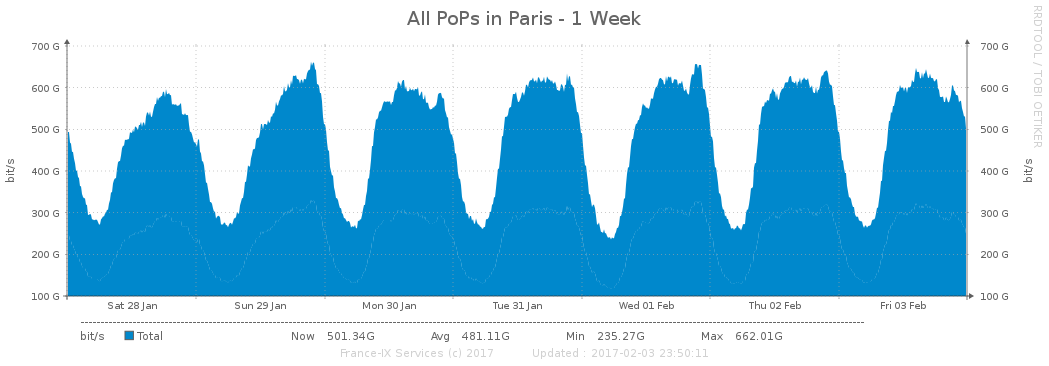 All PoPs in Paris - 1 Week
RRDTOOL / TOBI OETIKER
700 G 700 G
600 G 600 G
500 G 500 G
400 G 400 G
300 G 300 G
200 G 200 G
100 G 100 G
bit/s bit/s
Sat 28 Jan Sun 29 Jan Mon 30 Jan Tue 31 Jan Wed 01 Feb Thu 02 Feb Fri 03 Feb
bit/s Total Now 501.34G Avg 481.11G Min 235.27G Max 662.01G
France-IX Services (c) 2017 Updated : 2017-02-03 23:50:11